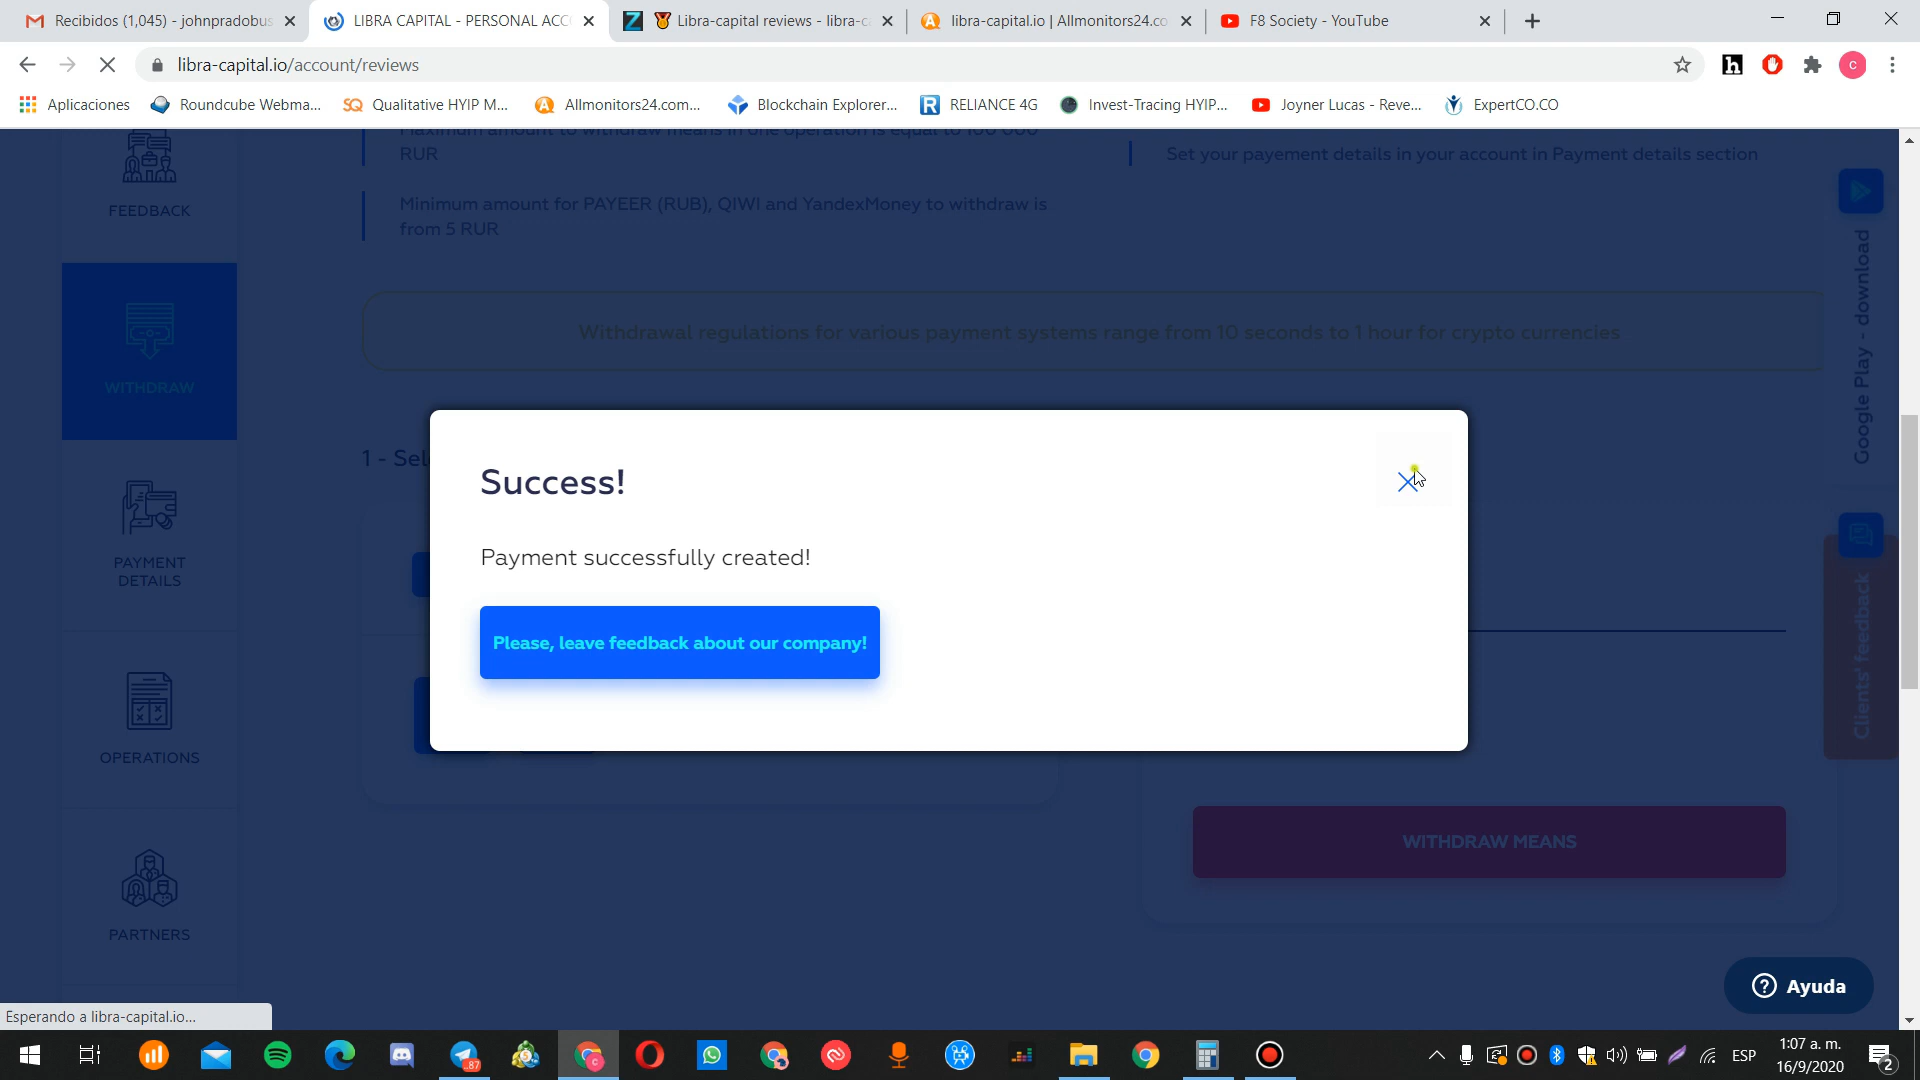 Recibidos (1,045) - johnpradobus
LIBRA CAPITAL - PERSONAL ACC
Libra-capital reviews - libra-c
libra-capital.io | Allmonitors24.co
F8 Society - YouTube
libra-capital.io/account/reviews
C
Aplicaciones
Roundcube Webma...
Qualitative HYIP M...
Allmonitors24.com...
Blockchain Explorer...
RELIANCE 4G
Invest-Tracing HYIP...
Joyner Lucas - Reve...
ExpertCO.CO
Maximum amount to withdraw means in one operation is equal to 100 000
RUR
Set your payement details in your account in Payment details section
Minimum amount for PAYEER (RUB), QIWI and YandexMoney to withdraw is
from 5 RUR
FEEDBACK
Google Play - download
WITHDRAW
Withdrawal regulations for various payment systems range from 10 seconds to 1 hour for crypto currencies
1 - Sel
Success!
Payment successfully created!
Please, leave feedback about our company!
PAYMENT
DETAILS
Clients' feedback
OPERATIONS
WITHDRAW MEANS
PARTNERS
Ayuda
Esperando a libra-capital.io...
87
ESP
1:07 a. m.
16/9/2020
2